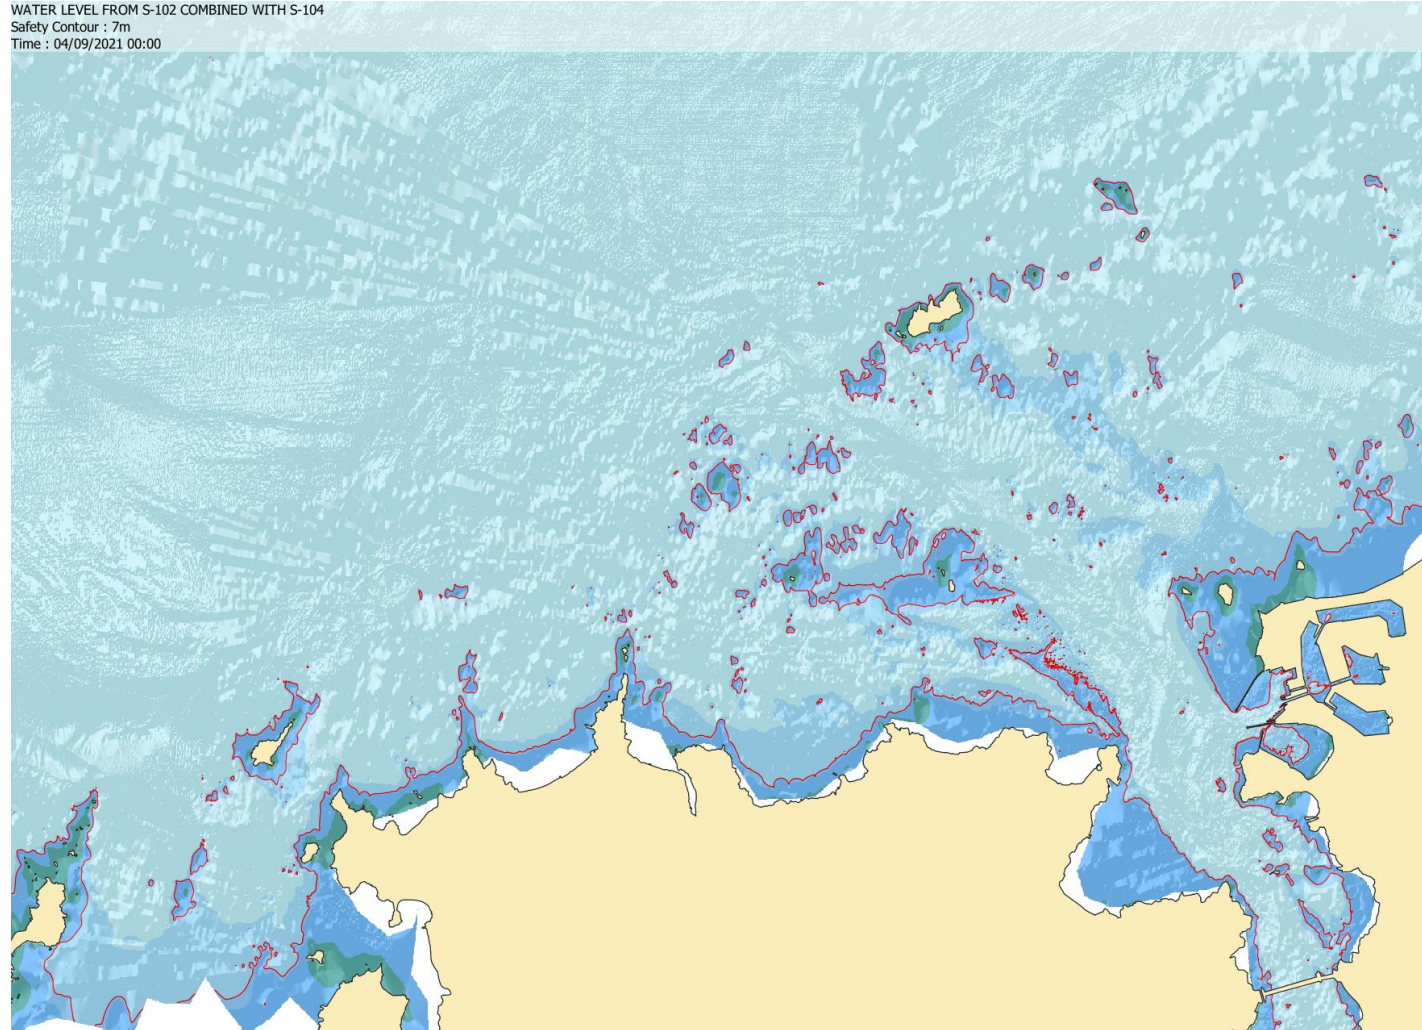 WATER LEVEL FROM S-102 COMBINED WITH S-104
Safety Contour : 7m
Time : 04/09/2021 00:00